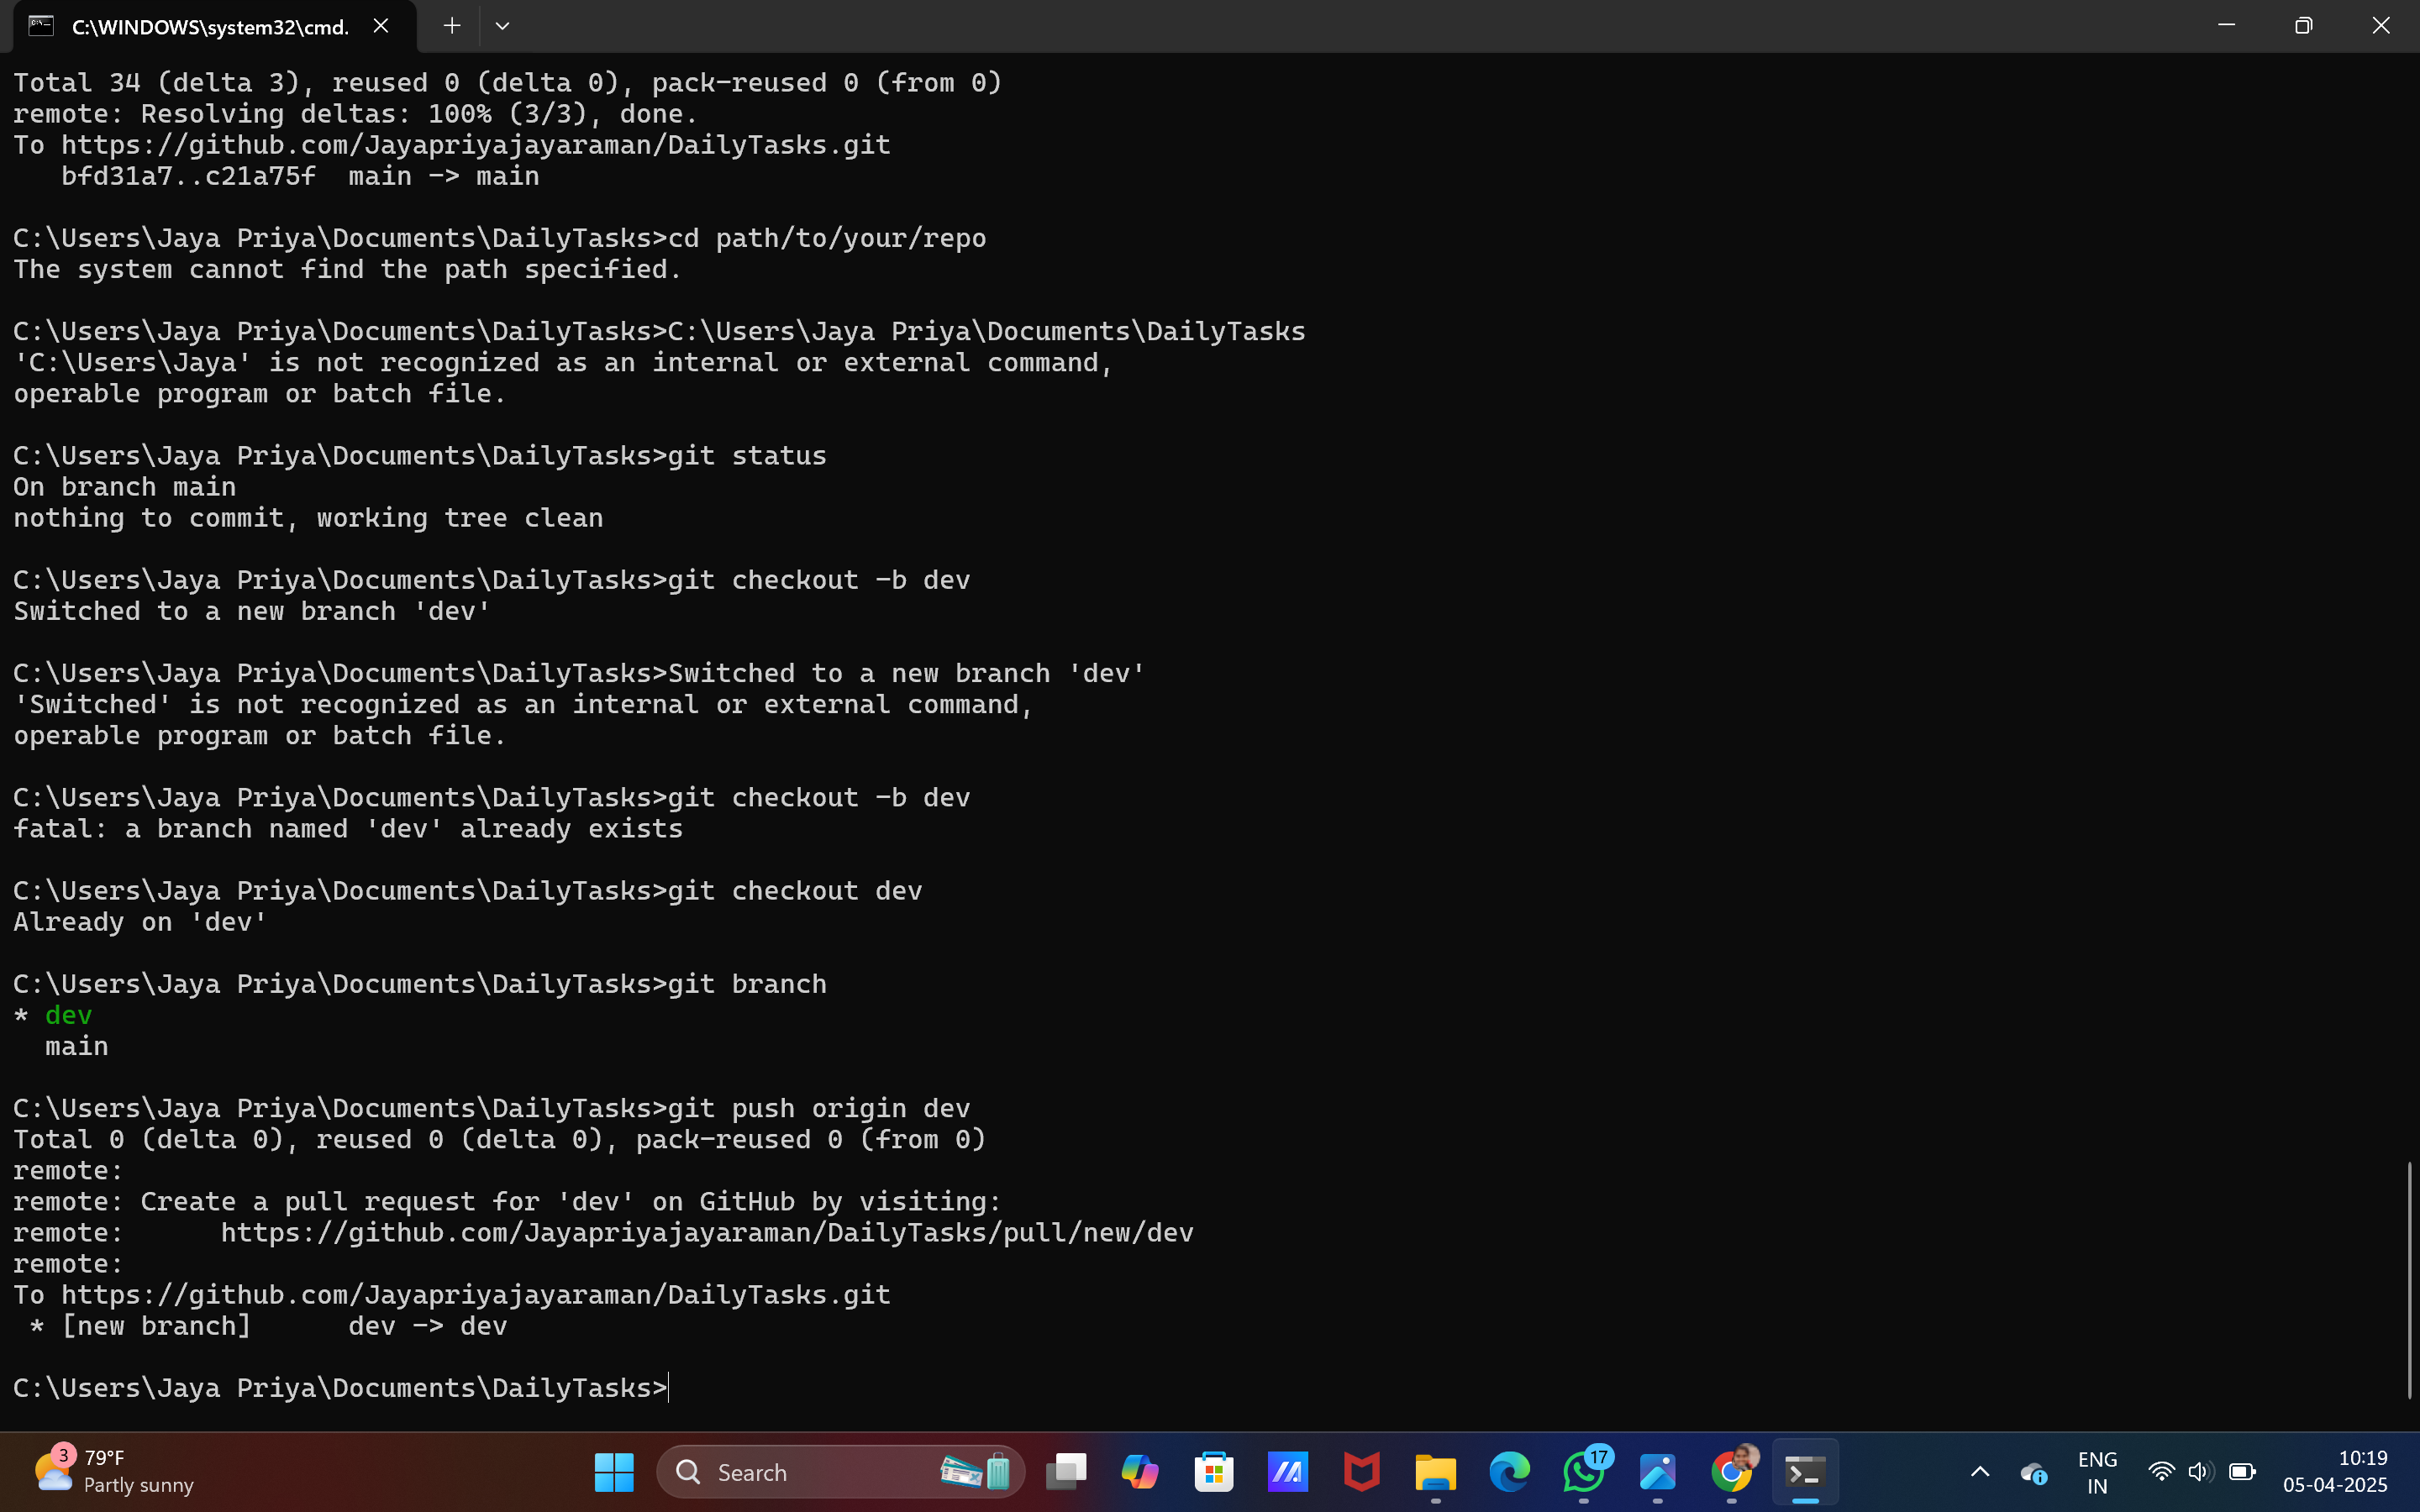 C:\WINDOWS\system32\cmd.
Total 34 (delta 3), reused 0 (delta 0), pack-reused 0 (from 0)
remote: Resolving deltas: 100% (3/3), done.
To https://github.com/Jayapriyajayaraman/DailyTasks.git
   bfd31a7..c21a75f  main -> main
C:\Users\Jaya Priya\Documents\DailyTasks>cd path/to/your/repo
The system cannot find the path specified.
C:\Users\Jaya Priya\Documents\DailyTasks>C:\Users\Jaya Priya\Documents\DailyTasks
'C:\Users\Jaya' is not recognized as an internal or external command,
operable program or batch file.
C:\Users\Jaya Priya\Documents\DailyTasks>git status
On branch main
nothing to commit, working tree clean
C:\Users\Jaya Priya\Documents\DailyTasks>git checkout -b dev
Switched to a new branch 'dev'
C:\Users\Jaya Priya\Documents\DailyTasks>Switched to a new branch 'dev'
'Switched' is not recognized as an internal or external command,
operable program or batch file.
C:\Users\Jaya Priya\Documents\DailyTasks>git checkout -b dev
fatal: a branch named 'dev' already exists
C:\Users\Jaya Priya\Documents\DailyTasks>git checkout dev
Already on 'dev'
C:\Users\Jaya Priya\Documents\DailyTasks>git branch
* dev
  main
C:\Users\Jaya Priya\Documents\DailyTasks>git push origin dev
Total 0 (delta 0), reused 0 (delta 0), pack-reused 0 (from 0)
remote:
remote: Create a pull request for 'dev' on GitHub by visiting:
remote:      https://github.com/Jayapriyajayaraman/DailyTasks/pull/new/dev
remote:
To https://github.com/Jayapriyajayaraman/DailyTasks.git
 * [new branch]      dev -> dev
C:\Users\Jaya Priya\Documents\DailyTasks>
3
79°F
Partly sunny
Search
17
ENG
IN
10:19
05-04-2025